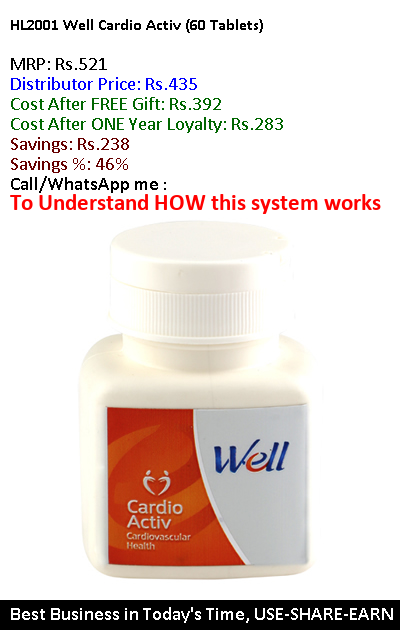 HL2001 Well Cardio Activ (60 Tablets)
MRP: Rs.521
Distributor Price: Rs.435
Cost After FREE Gift: Rs.392
Cost After ONE Year Loyalty: Rs.283
Savings: Rs.238
Savings %: 46%
Call/WhatsApp me :
To Understand HOW this system works
Well
Cardio
Activ
Cardiovascular
Health
Best Business in Today's Time, USE-SHARE-EARN